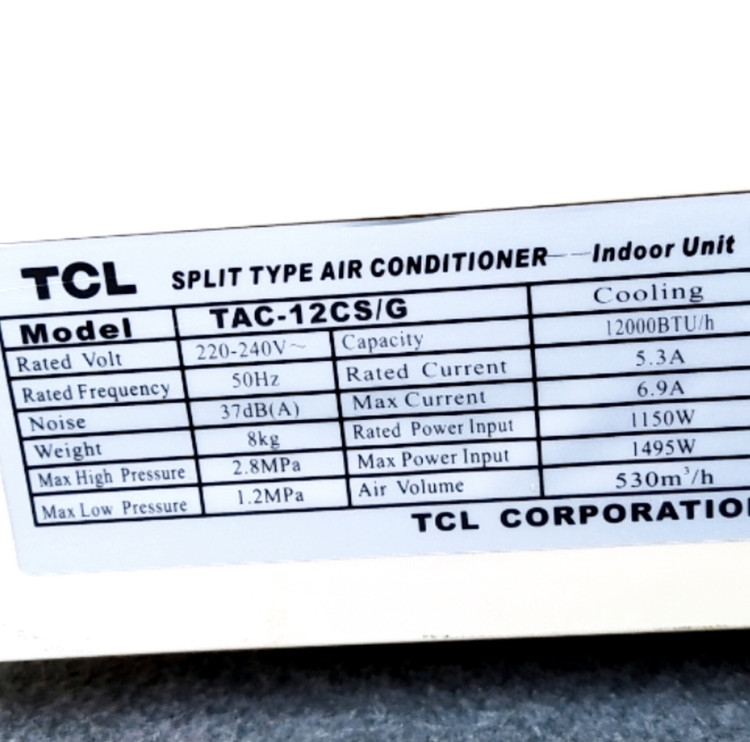 TCL SPLIT TYPE AIR CONDITIONER——Indoor Unit
Model TAC-12CS/G Cooling
Rated Volt 220-240V~ Capacity 12000BTU/h
Rated Frequency 50Hz Rated Current 5.3A
Noise 37dB(A) Max Current 6.9A
Weight 8kg Rated Power Input 1150W
Max High Pressure 2.8MPa Max Power Input 1495W
Max Low Pressure 1.2MPa Air Volume 530m³/h
TCL CORPORATIO